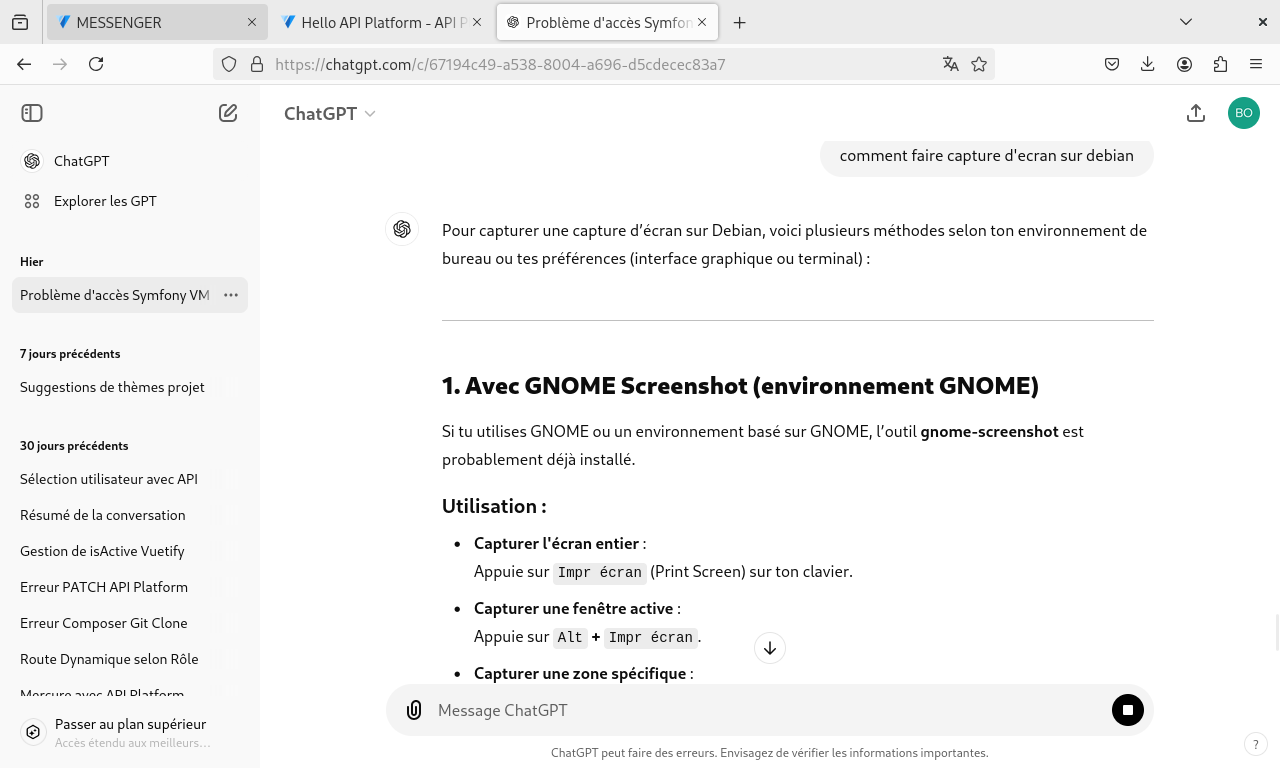 MESSENGER
Hello API Platform - API P
Problème d'accès Symfon
https://chatgpt.com/c/67194c49-a538-8004-a696-d5cdecec83a7
ChatGPT
Explorer les GPT
Hier
Problème d'accès Symfony VM
7 jours précédents
Suggestions de thèmes projet
30 jours précédents
Sélection utilisateur avec API
Résumé de la conversation
Gestion de isActive Vuetify
Erreur PATCH API Platform
Erreur Composer Git Clone
Route Dynamique selon Rôle
Mercure avec API Platform
Passer au plan supérieur
Accès étendu aux meilleurs...
ChatGPT
BO
comment faire capture d'ecran sur debian
Pour capturer une capture d’écran sur Debian, voici plusieurs méthodes selon ton environnement de
bureau ou tes préférences (interface graphique ou terminal) :
1. Avec GNOME Screenshot (environnement GNOME)
Si tu utilises GNOME ou un environnement basé sur GNOME, l’outil gnome-screenshot est
probablement déjà installé.
Utilisation :
• Capturer l'écran entier :
Appuie sur Impr écran (Print Screen) sur ton clavier.
• Capturer une fenêtre active :
Appuie sur Alt + Impr écran.
• Capturer une zone spécifique :
Message ChatGPT
ChatGPT peut faire des erreurs. Envisagez de vérifier les informations importantes.
?